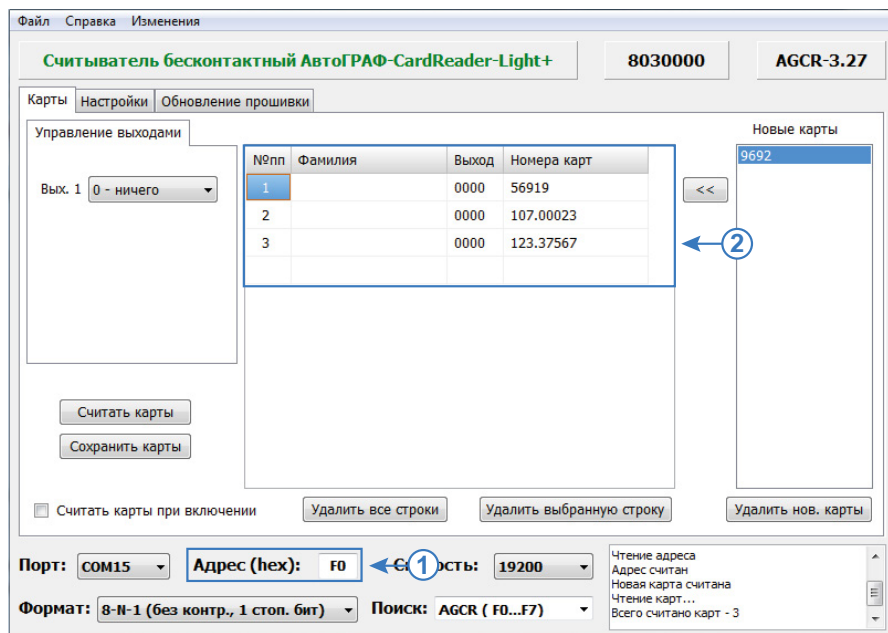 Файл Справка Изменения
Считыватель бесконтактный АвтоГРАФ-CardReader-Light+ 8030000 AGCR-3.27
Карты Настройки Обновление прошивки
Управление выходами
Новые карты
Вых. 1 0 - ничего
№пп Фамилия Выход Номера карт
1 0000 56919
2 0000 107.00023
3 0000 123.37567
<<
9692
2
Считать карты
Сохранить карты
Считать карты при включении
Удалить все строки
Удалить выбранную строку
Удалить нов. карты
Порт: COM15 Адрес (hex): F0 1 С ость: 19200
Формат: 8-N-1 (без контр., 1 стоп. бит) Поиск: AGCR ( F0...F7)
Чтение адреса
Адрес считан
Новая карта считана
Чтение карт...
Всего считано карт - 3